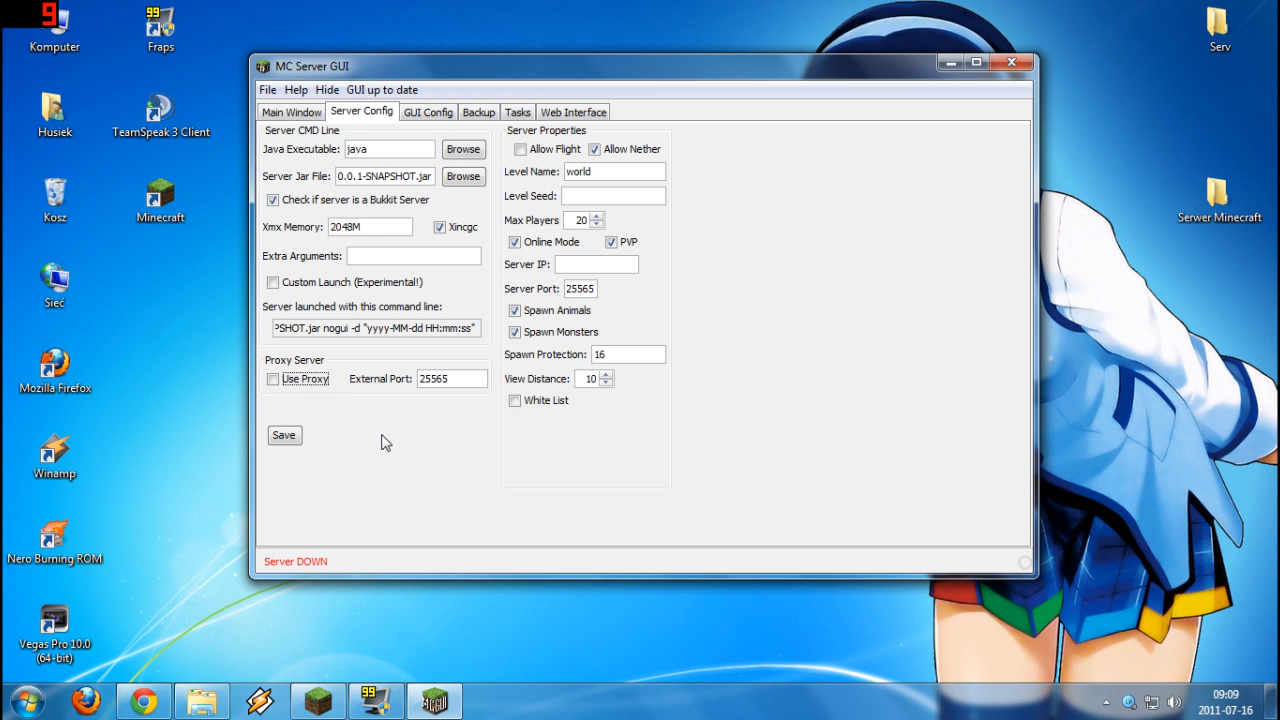 9
Komputer
99
Fraps
Husiek
TeamSpeak 3 Client
Kosz
Minecraft
Sieć
Mozilla Firefox
Winamp
Nero Burning ROM
Vegas Pro 10.0
(64-bit)
Serv
Serwer Minecraft
MC Server GUI
File Help Hide GUI up to date
Main Window Server Config GUI Config Backup Tasks Web Interface
Server CMD Line
Java Executable: java Browse
Server Jar File: 0.0.1-SNAPSHOT.jar Browse
Check if server is a Bukkit Server
Xmx Memory: 2048M Xincgc
Extra Arguments:
Custom Launch (Experimental!)
Server launched with this command line:
PSHOT.jar nogui -d "yyyy-MM-dd HH:mm:ss"
Proxy Server
Use Proxy External Port: 25565
Save
Server Properties
Allow Flight Allow Nether
Level Name: world
Level Seed:
Max Players 20
Online Mode PVP
Server IP:
Server Port: 25565
Spawn Animals
Spawn Monsters
Spawn Protection: 16
View Distance: 10
White List
Server DOWN
99
MCGUI
09:09
2011-07-16